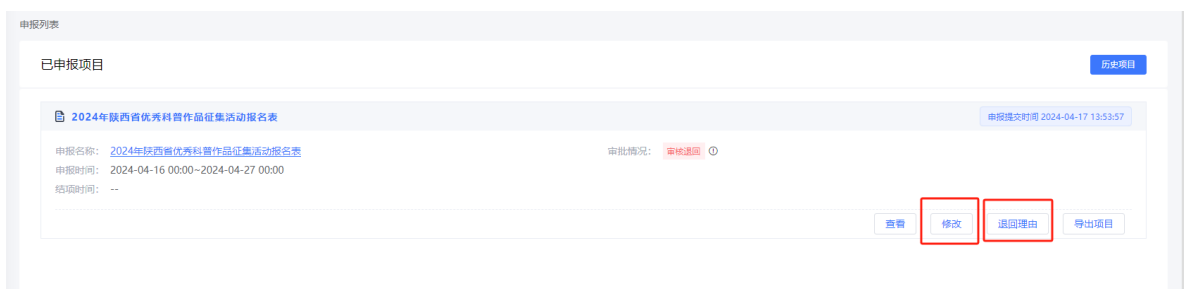 申报列表
已申报项目
历史项目
2024年陕西省优秀科普作品征集活动报名表
申报提交时间 2024-04-17 13:53:57
申报名称： 2024年陕西省优秀科普作品征集活动报名表
审批情况： 审核退回
申报时间： 2024-04-16 00:00~2024-04-27 00:00
结项时间： --
查看 修改 退回理由 导出项目